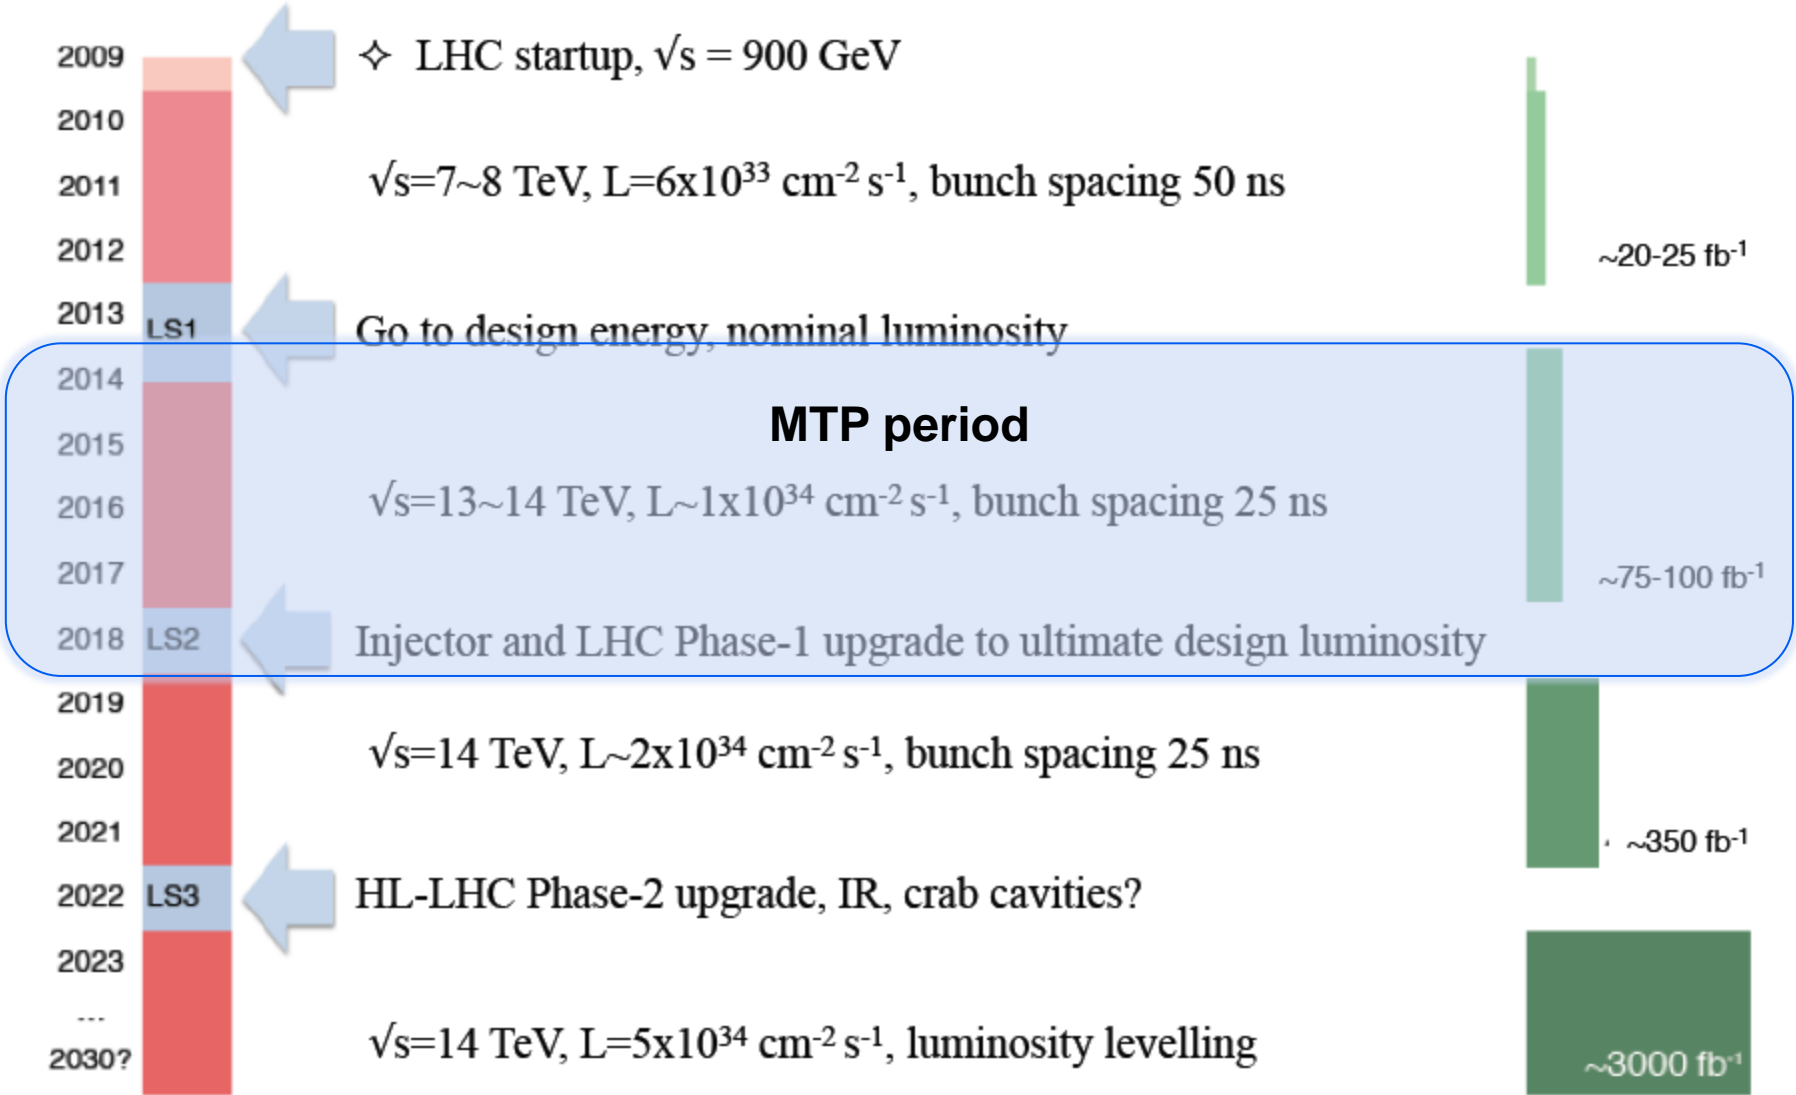 2009
✧ LHC startup, √s = 900 GeV
2010
2011
√s=7~8 TeV, L=6x10³³ cm⁻² s⁻¹, bunch spacing 50 ns
2012
~20-25 fb⁻¹
2013
LS1
Go to design energy, nominal luminosity
2014
MTP period
2015
2016
√s=13~14 TeV, L~1x10³⁴ cm⁻² s⁻¹, bunch spacing 25 ns
2017
~75-100 fb⁻¹
2018
LS2
Injector and LHC Phase-1 upgrade to ultimate design luminosity
2019
√s=14 TeV, L~2x10³⁴ cm⁻² s⁻¹, bunch spacing 25 ns
2020
2021
~350 fb⁻¹
2022
LS3
HL-LHC Phase-2 upgrade, IR, crab cavities?
2023
...
√s=14 TeV, L=5x10³⁴ cm⁻² s⁻¹, luminosity levelling
2030?
~3000 fb⁻¹